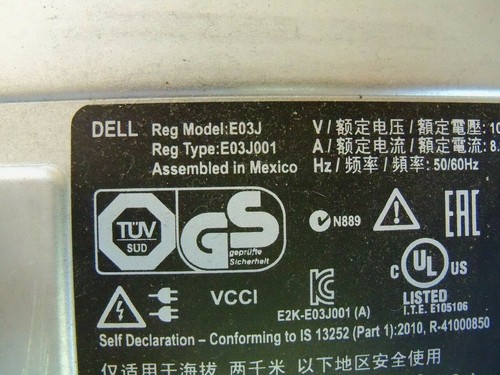 DELL Reg Model:E03J V / 额定电压 / 額定電壓: 10
Reg Type:E03J001 A / 额定电流 / 額定電流: 8.
Assembled in Mexico Hz / 频率 / 頻率: 50/60Hz
TÜV SÜD
GS geprüfte Sicherheit
N889
EAC
C UL US
LISTED
I.T.E. E105106
VCCI
E2K-E03J001 (A)
Self Declaration – Conforming to IS 13252 (Part 1):2010, R-41000850
仅适用于海拔 两千米 以下地区安全使用